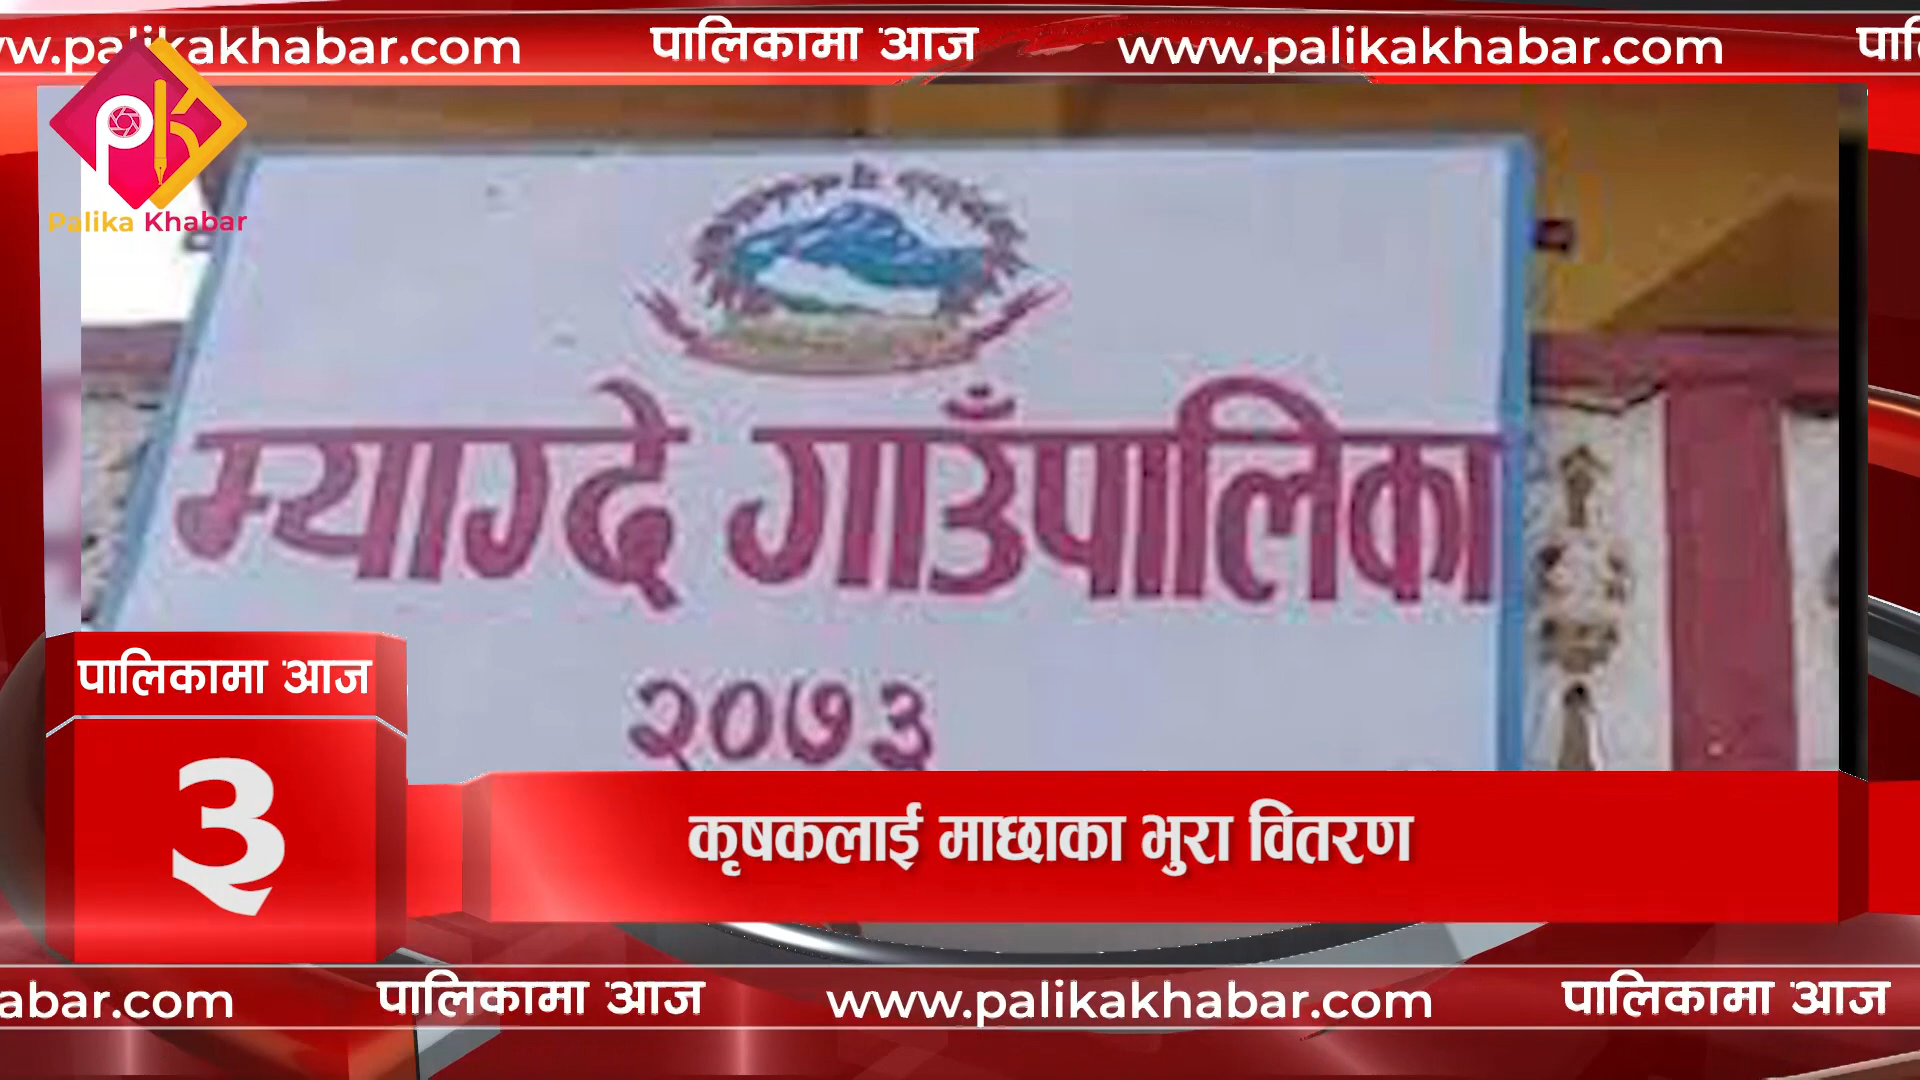 www.palikakhabar.com पालिकामा आज www.palikakhabar.com
PK
Palika Khabar
म्याग्दे गाउँपालिका
२०७३
पालिकामा आज
३
कृषकलाई माछाका भुरा वितरण
abar.com पालिकामा आज www.palikakhabar.com पालिकामा आज